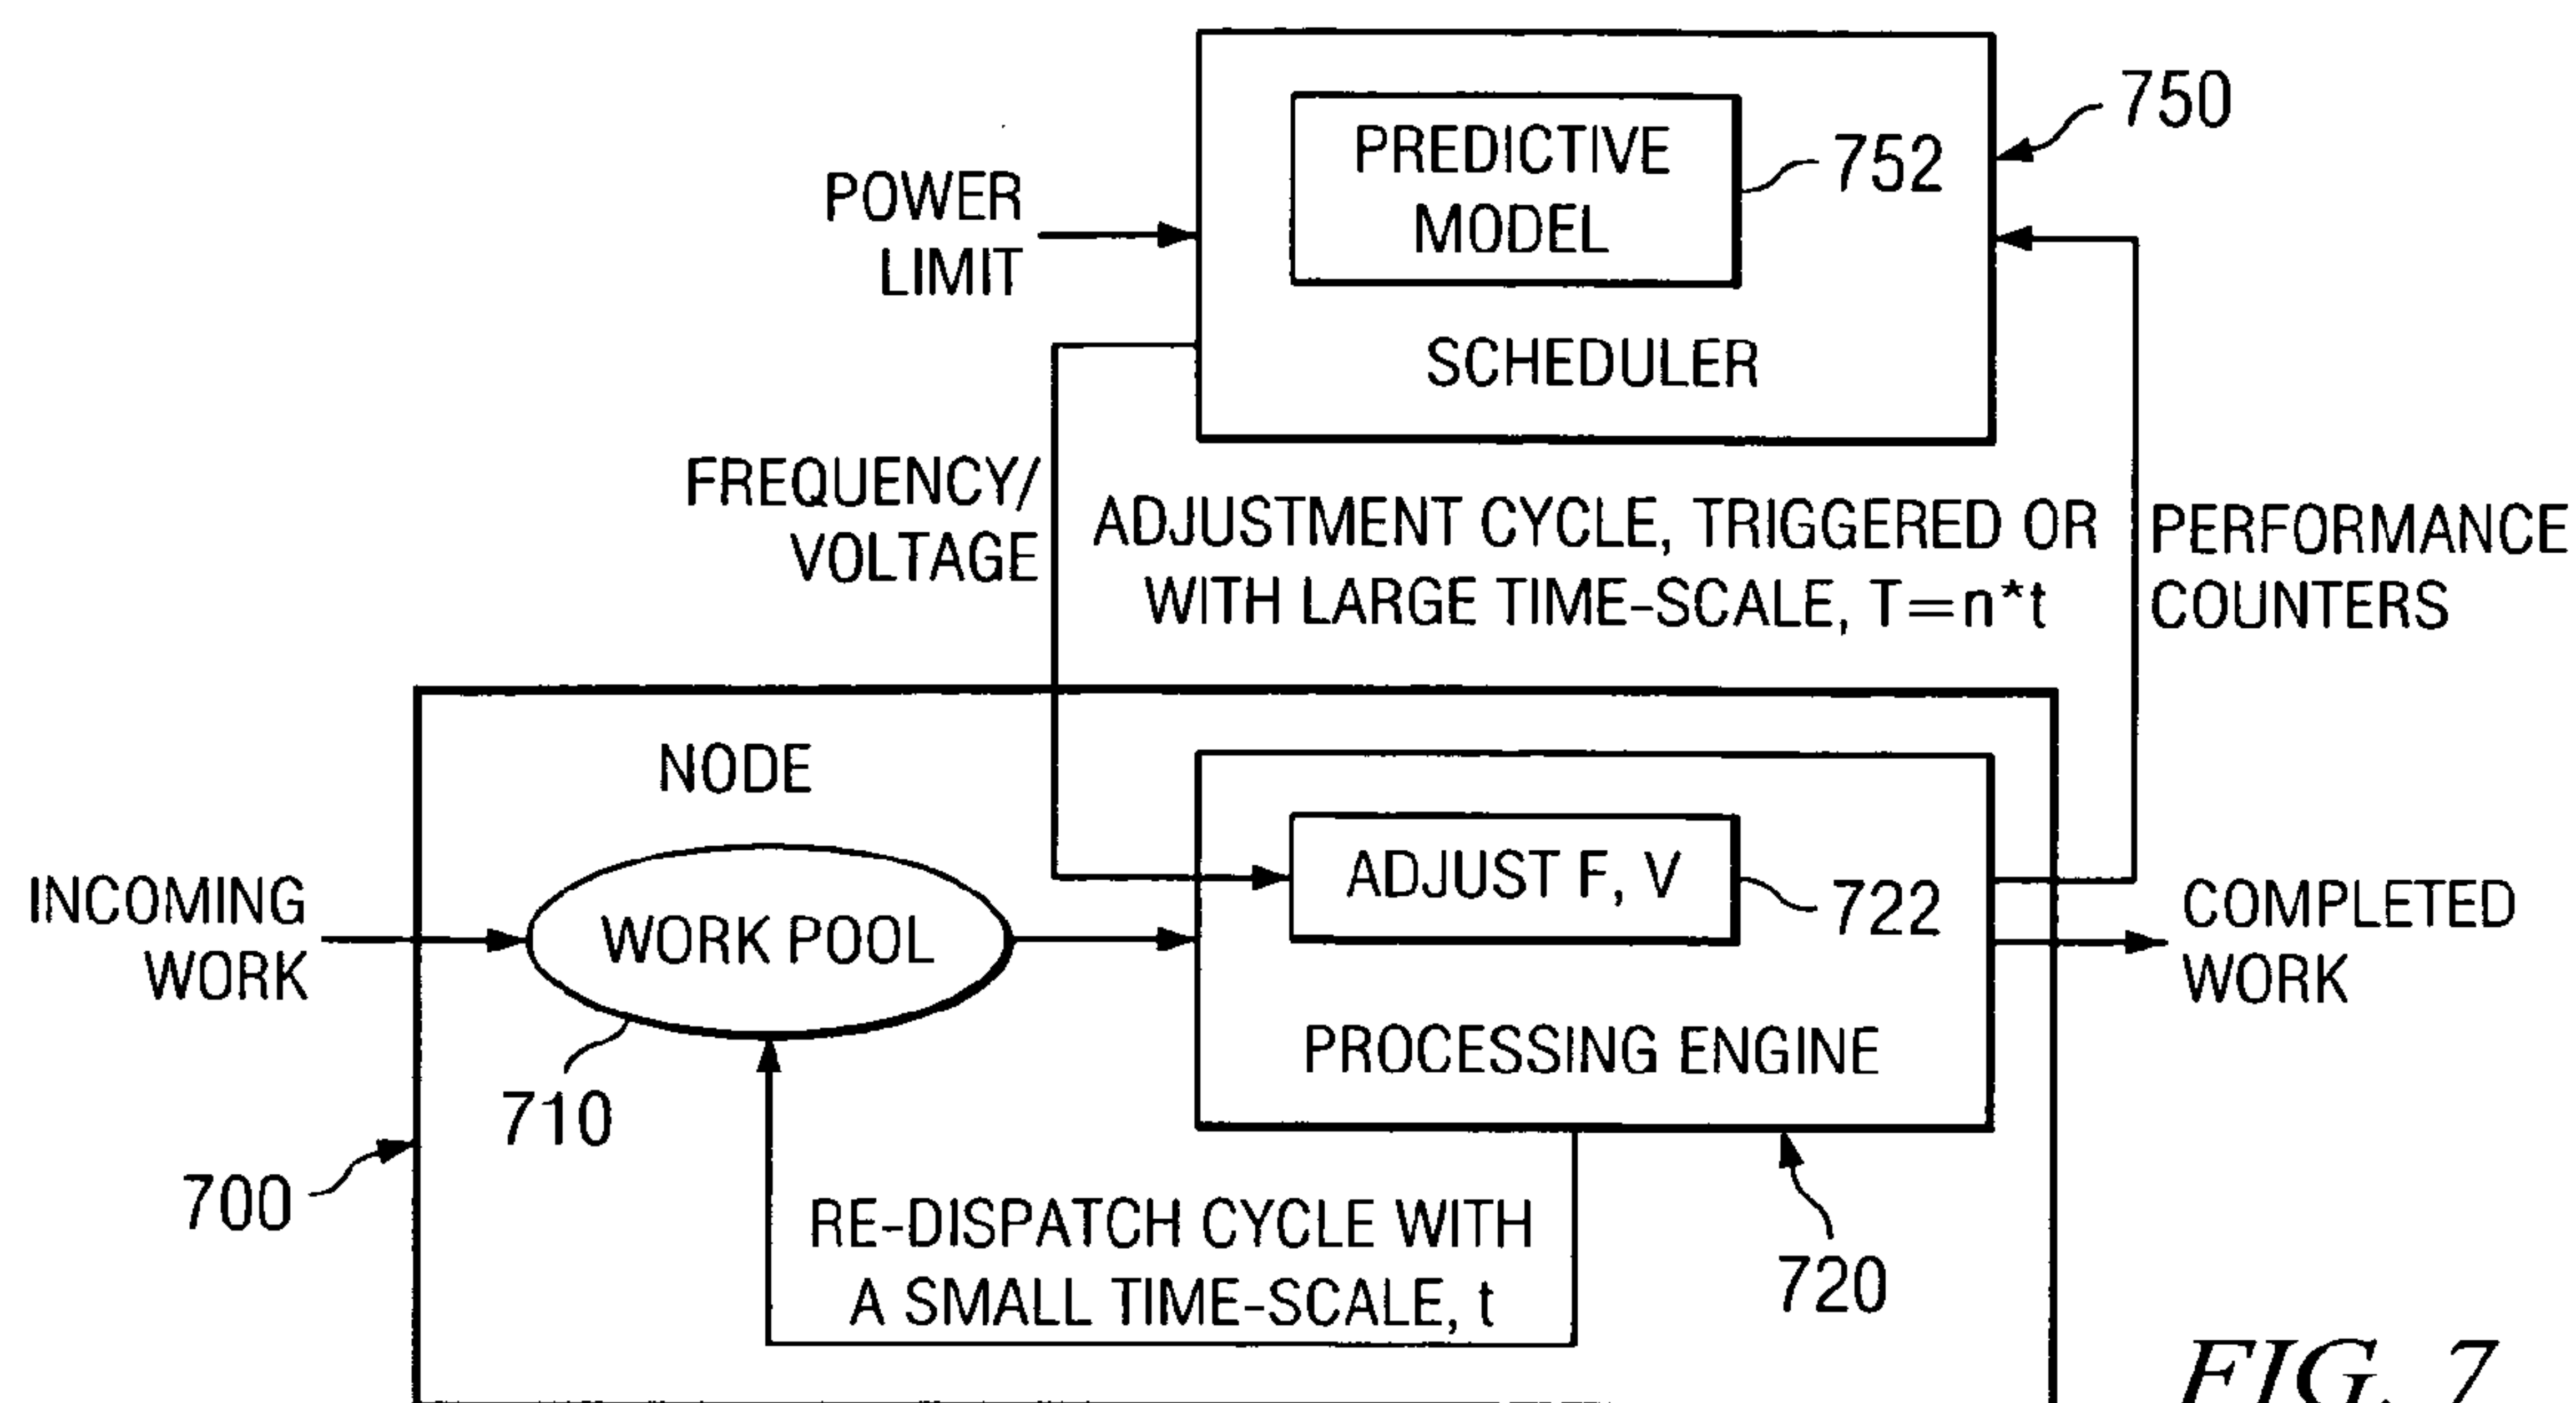 PREDICTIVE
MODEL
752
750
SCHEDULER
POWER
LIMIT
FREQUENCY/
VOLTAGE
ADJUSTMENT CYCLE, TRIGGERED OR
WITH LARGE TIME-SCALE, T=n*t
PERFORMANCE
COUNTERS
NODE
INCOMING
WORK
WORK POOL
710
700
ADJUST F, V
722
PROCESSING ENGINE
720
COMPLETED
WORK
RE-DISPATCH CYCLE WITH
A SMALL TIME-SCALE, t
FIG. 7